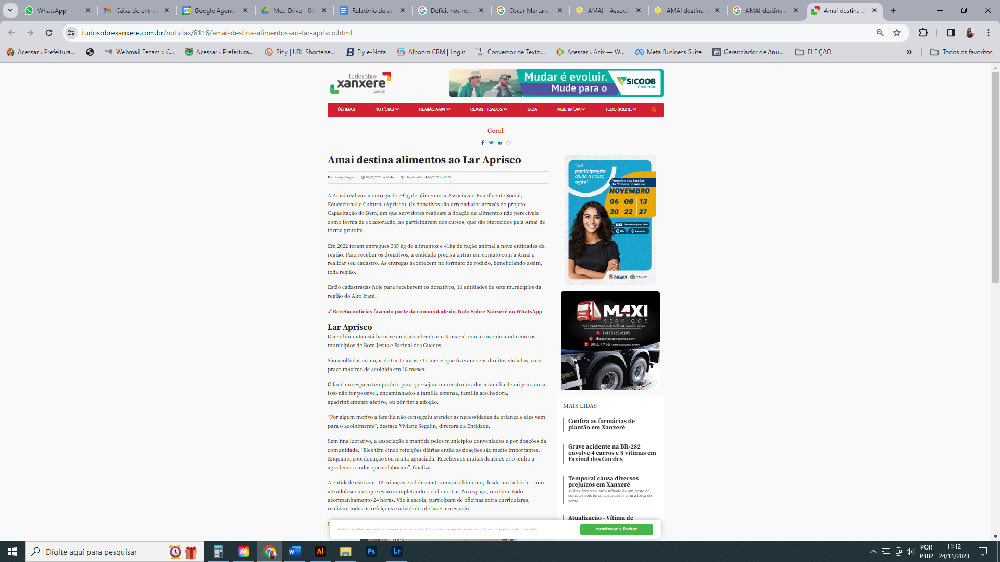 WhatsApp
Caixa de entrac
Google Agend
Meu Drive - Go
Relatório de at
Déficit nos rep
Oscar Martarel
AMAI – Associa
AMAI destina a
AMAI destina a
Amai destina al
tudosobrexanxere.com.br/noticias/6116/amai-destina-alimentos-ao-lar-aprisco.html
Acessar ‹ Prefeitura...
Webmail Fecam :: C...
Acessar ‹ Prefeitura...
Bitly | URL Shortene...
Fly e-Nota
Alboom CRM | Login
Conversor de Texto...
Acessar ‹ Acix — W...
Meta Business Suite
Gerenciador de Anú...
ELEIÇAO
Todos os favoritos
tudosobre
xanxere
.com.br
Mudar é evoluir.
Mude para o
SICOOB
Credimoc
ÚLTIMAS NOTÍCIAS REGIÃO AMAI CLASSIFICADOS GUIA MULTIMÍDIA TUDO SOBRE
Geral
Amai destina alimentos ao Lar Aprisco
Por: Sanny Borges 07/02/2023 às 16:44 Atualizado: 14/02/2023 às 19:22
A Amai realizou a entrega de 29kg de alimentos a Associação Beneficente Social,
Educacional e Cultural (Aprisco). Os donativos são arrecadados através do projeto
Capacitação do Bem, em que servidores realizam a doação de alimentos não perecíveis
como forma de colaboração, ao participarem dos cursos, que são oferecidos pela Amai de
forma gratuita.
Em 2022 foram entregues 335 kg de alimentos e 41kg de ração animal a nove entidades da
região. Para receber os donativos, a entidade precisa entrar em contato com a Amai e
realizar seu cadastro. As entregas acontecem no formato de rodízio, beneficiando assim,
toda região.
Estão cadastradas hoje para receberem os donativos, 16 entidades de sete municípios da
região do Alto Irani.
✓ Receba notícias fazendo parte da comunidade do Tudo Sobre Xanxerê no WhatsApp
Lar Aprisco
O acolhimento está há nove anos atendendo em Xanxerê, com convenio ainda com os
municípios de Bom Jesus e Faxinal dos Guedes.
São acolhidas crianças de 0 a 17 anos e 11 meses que tiveram seus direitos violados, com
prazo máximo de acolhida em 18 meses.
O lar é um espaço temporário para que sejam ou reestruturados a família de origem, ou se
isso não for possível, encaminhados a família extensa, família acolhedora,
apadrinhamento afetivo, ou pôr fim a adoção.
“Por algum motivo a família não conseguiu atender as necessidades da criança e eles vem
para o acolhimento”, destaca Viviane Segalin, diretora da Entidade.
Sem fins lucrativo, a associação é mantida pelos municípios conveniados e por doações da
comunidade. “Eles têm cinco refeições diárias então as doações são muito importantes.
Enquanto coordenação sou muito agraciada. Recebemos muitas doações e só tenho a
agradecer a todos que colaboram”, finaliza.
A entidade está com 12 crianças e adolescentes em acolhimento, desde um bebê de 1 ano
até adolescentes que estão completando o ciclo no Lar. No espaço, recebem todo
acompanhamento 24 horas. Vão à escola, participam de oficinas extra curriculares,
realizam todas as refeições e atividades de lazer no espaço.
Sua
participação
ajuda a nossa
ação!
Participe das Sessões
da Câmara no mês de
NOVEMBRO
06 08 13
20 22 27
Transmissão ao vivo
19h Plenário
Xanxerê
TV CÂMARA
MAXI
SERVIÇOS
POSTO DE ENSAIO AFERIÇÃO DE TACÓGRAFOS
(49) 3430-0293
filial@maxiacessorios.com
BR 282 KM 507 -
MAIS LIDAS
Confira as farmácias de
plantão em Xanxerê
Grave acidente na BR-282
envolve 4 carros e 8 vítimas em
Faxinal dos Guedes
Temporal causa diversos
prejuízos em Xanxerê
Muitas árvores e até o telhado de um posto de
combustíveis foram arrancados com a força do
vento
Atualização - Vítima de
Coletamos dados para melhorar a sua experiência no site. Ao continuar navegando, você concorda com nossa política de privacidade
continuar e fechar
Digite aqui para pesquisar
Ai
Ps
Lr
POR
PTB2
11:12
24/11/2023